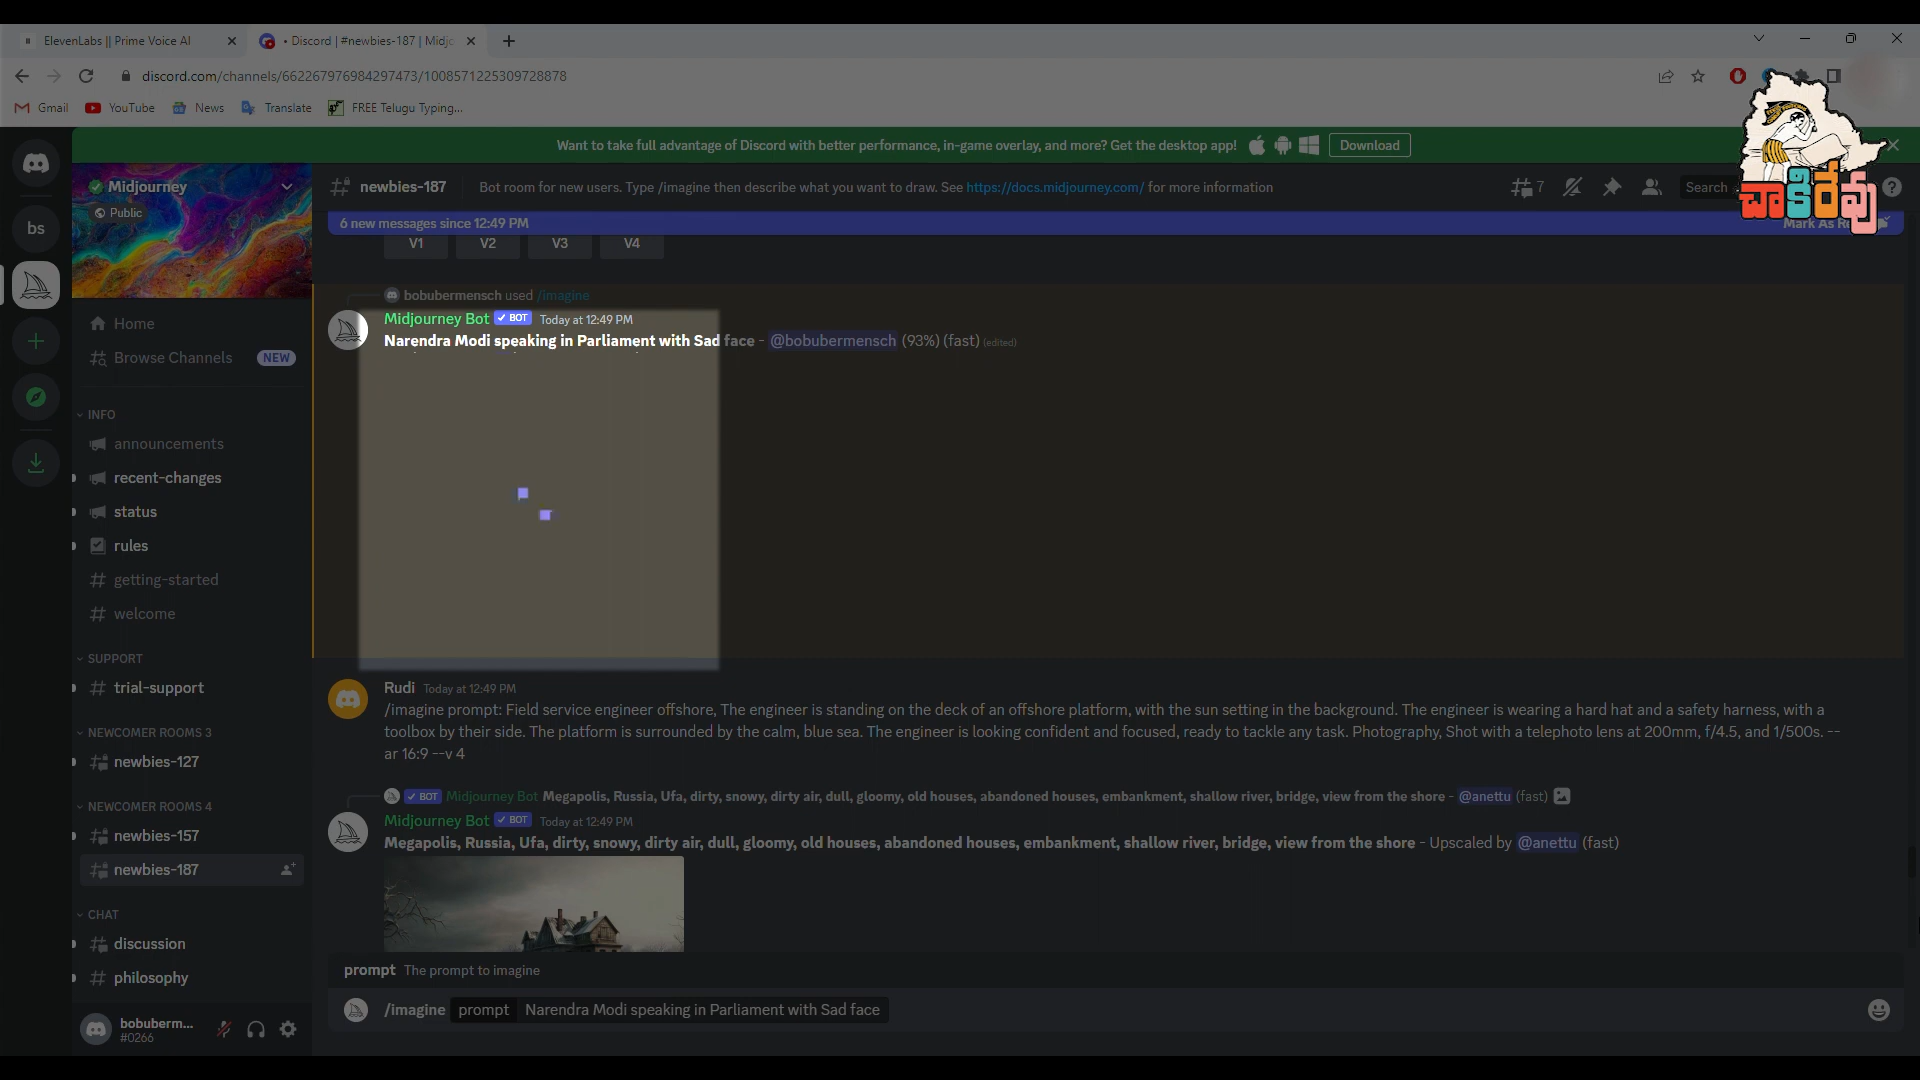 ElevenLabs || Prime Voice AI
• Discord | #newbies-187 | Midjo
discord.com/channels/662267976984297473/1008571225309728878
Gmail
YouTube
News
Translate
FREE Telugu Typing...
Want to take full advantage of Discord with better performance, in-game overlay, and more? Get the desktop app!
Download
Midjourney
Public
newbies-187
Bot room for new users. Type /imagine then describe what you want to draw. See https://docs.midjourney.com/ for more information
7
Search
చాకిరేవు
6 new messages since 12:49 PM
Mark As
V1 V2 V3 V4
bs
Home
Browse Channels NEW
INFO
announcements
recent-changes
status
rules
getting-started
welcome
SUPPORT
trial-support
NEWCOMER ROOMS 3
newbies-127
NEWCOMER ROOMS 4
newbies-157
newbies-187
CHAT
discussion
philosophy
boboberm...
#0266
bobubermensch used /imagine
Midjourney Bot BOT Today at 12:49 PM
Narendra Modi speaking in Parliament with Sad face - @bobubermensch (93%) (fast) (edited)
Rudi Today at 12:49 PM
/imagine prompt: Field service engineer offshore, The engineer is standing on the deck of an offshore platform, with the sun setting in the background. The engineer is wearing a hard hat and a safety harness, with a
toolbox by their side. The platform is surrounded by the calm, blue sea. The engineer is looking confident and focused, ready to tackle any task. Photography, Shot with a telephoto lens at 200mm, f/4.5, and 1/500s. --
ar 16:9 --v 4
BOT Midjourney Bot Megapolis, Russia, Ufa, dirty, snowy, dirty air, dull, gloomy, old houses, abandoned houses, embankment, shallow river, bridge, view from the shore - @anettu (fast)
Midjourney Bot BOT Today at 12:49 PM
Megapolis, Russia, Ufa, dirty, snowy, dirty air, dull, gloomy, old houses, abandoned houses, embankment, shallow river, bridge, view from the shore - Upscaled by @anettu (fast)
prompt The prompt to imagine
/imagine prompt Narendra Modi speaking in Parliament with Sad face